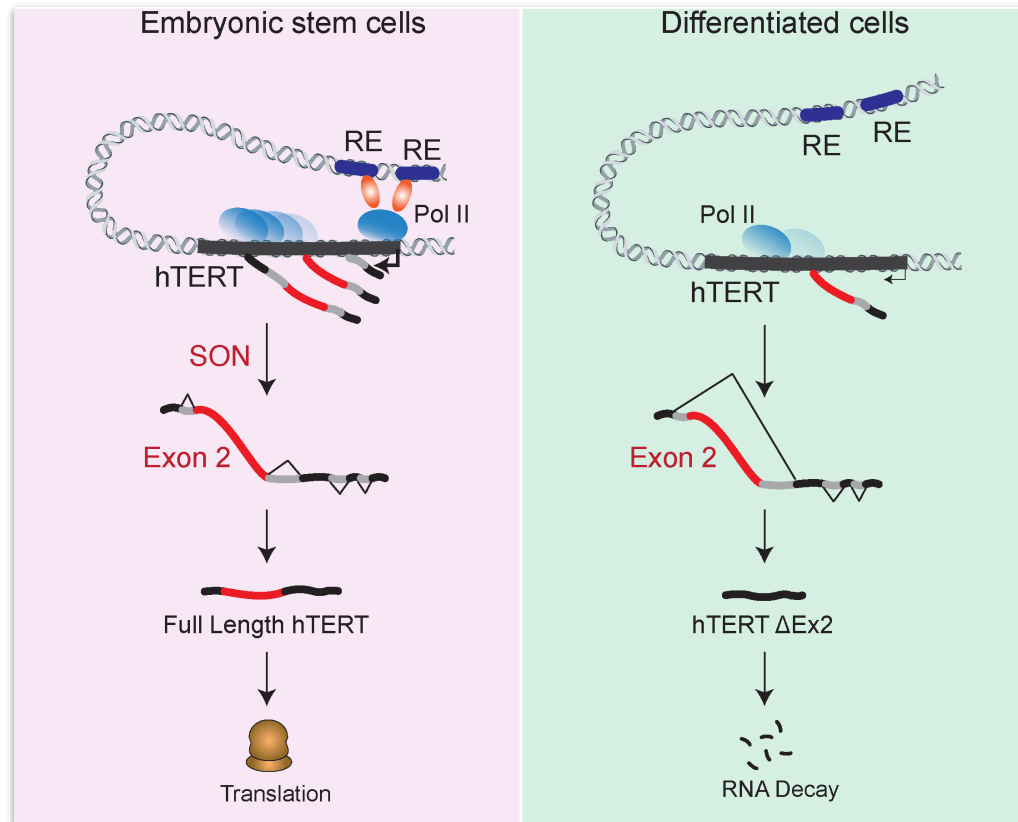 Embryonic stem cells
RE
RE
Pol II
hTERT
SON
Exon 2
Full Length hTERT
Translation
Differentiated cells
RE
RE
Pol II
hTERT
Exon 2
hTERT ΔEx2
RNA Decay